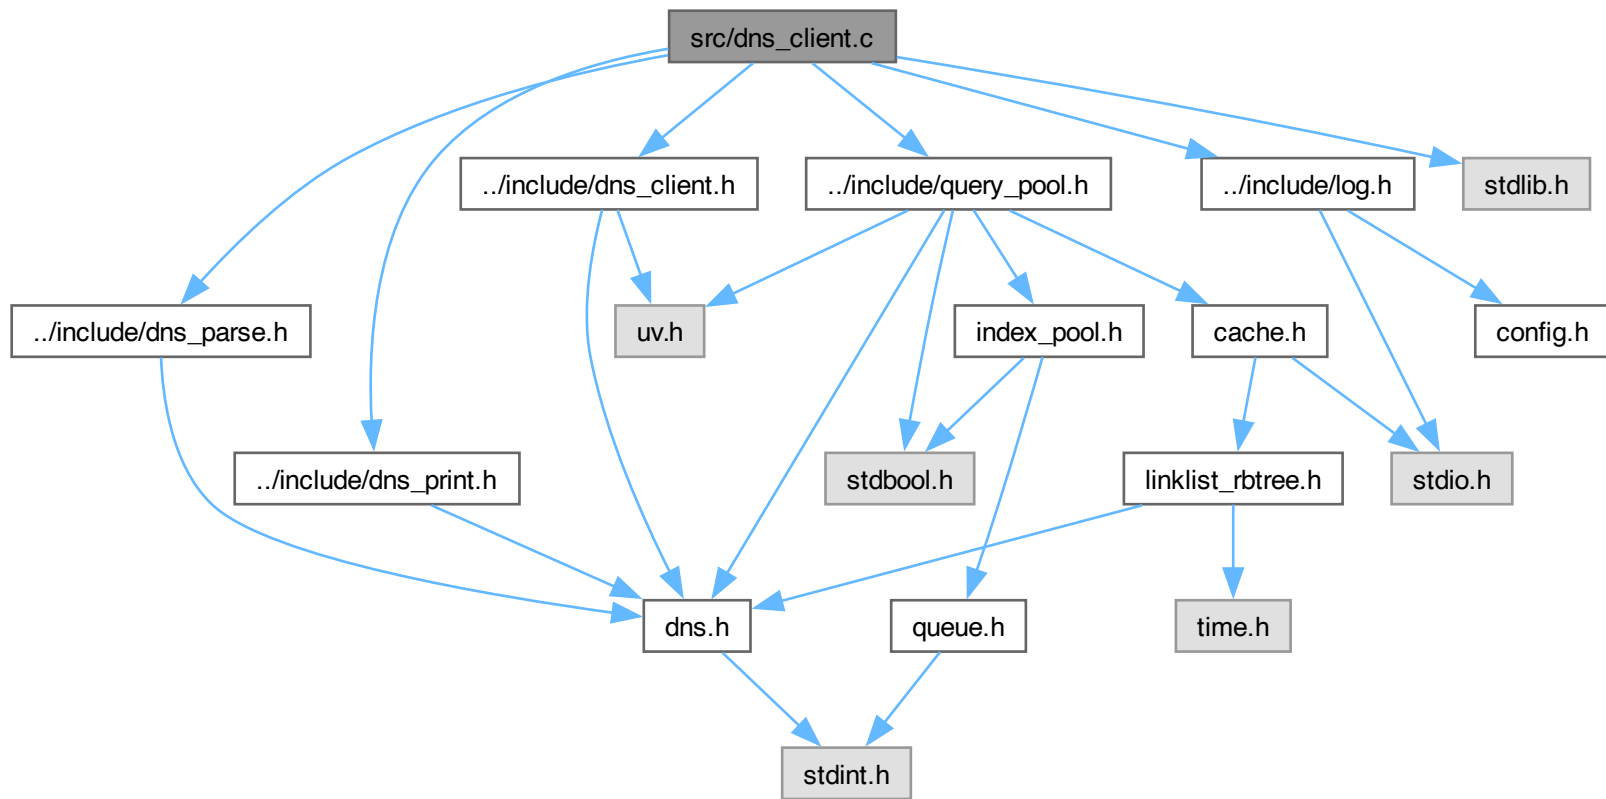 src/dns_client.c
../include/dns_client.h
../include/query_pool.h
../include/log.h
stdlib.h
../include/dns_parse.h
uv.h
index_pool.h
cache.h
config.h
../include/dns_print.h
stdbool.h
linklist_rbtree.h
stdio.h
dns.h
queue.h
time.h
stdint.h